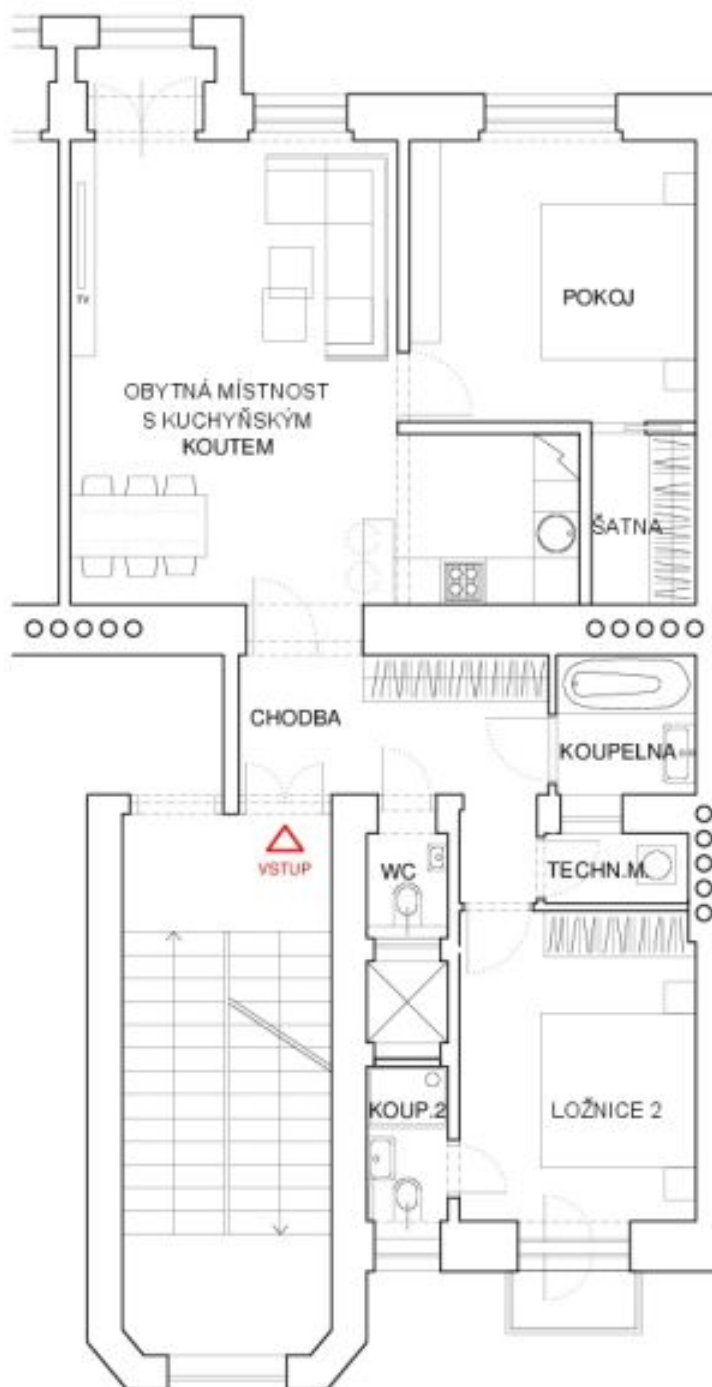 POKOJ
TV
OBYTNÁ MÍSTNOST
S KUCHYŇSKÝM
KOUTEM
ŠATNA
CHODBA
KOUPELNA
VSTUP
WC
TECHN.M.
KOUP.2
LOŽNICE 2